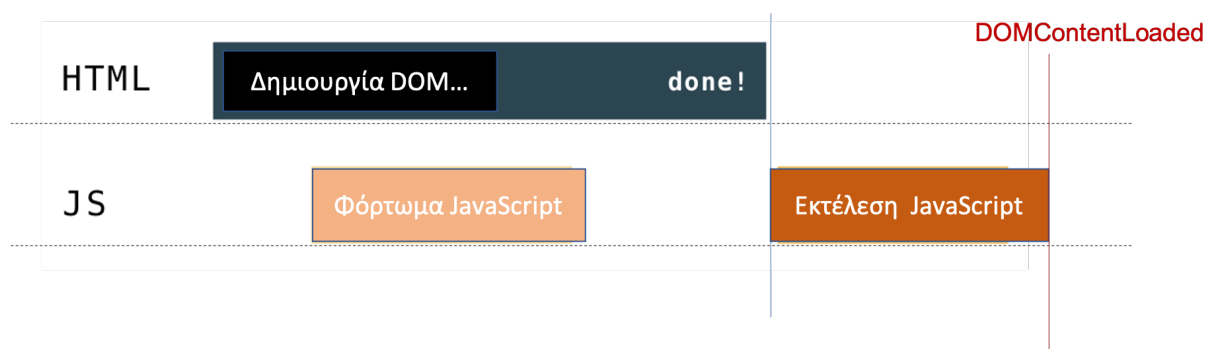 DOMContentLoaded
HTML
Δημιουργία DOM...
done!
JS
Φόρτωμα JavaScript
Εκτέλεση JavaScript